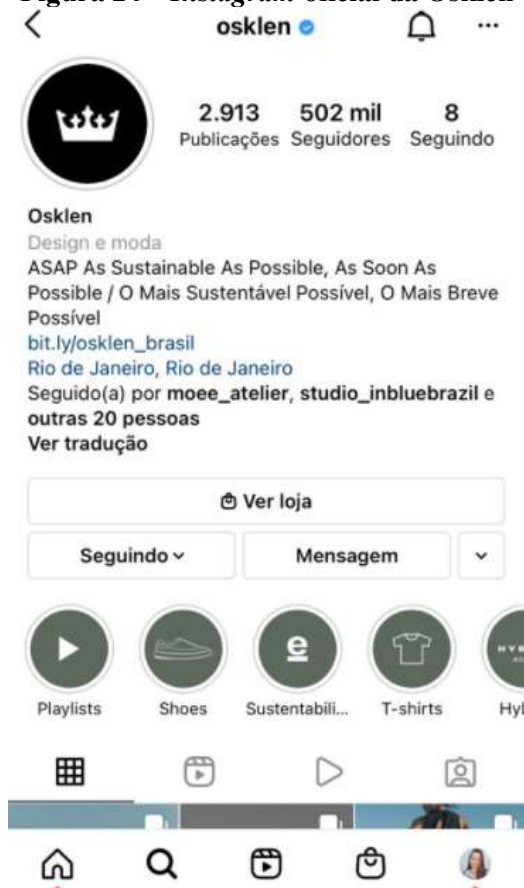 Figura 24 - Instagram oficial da Osklen
osklen
2.913 502 mil 8
Publicações Seguidores Seguindo
Osklen
Design e moda
ASAP As Sustainable As Possible, As Soon As
Possible / O Mais Sustentável Possível, O Mais Breve
Possível
bit.ly/osklen_brasil
Rio de Janeiro, Rio de Janeiro
Seguido(a) por moee_atelier, studio_inbluebrazil e
outras 20 pessoas
Ver tradução
Ver loja
Seguindo Mensagem
Playlists Shoes Sustentabili... T-shirts Hyl